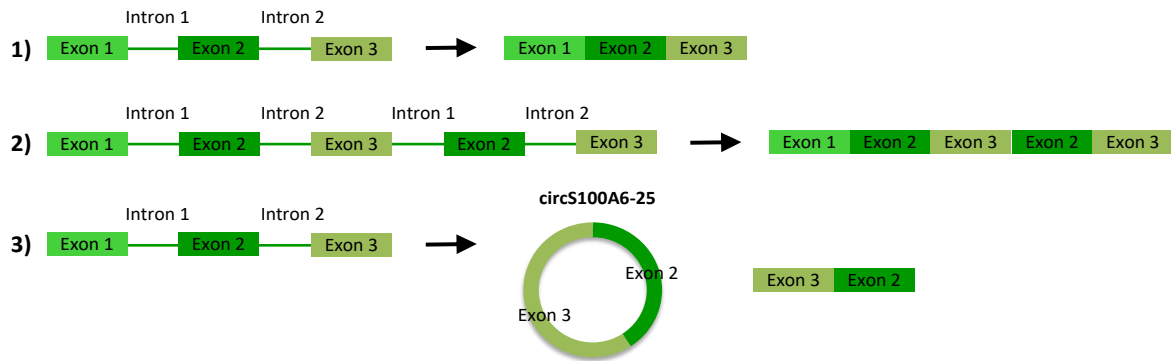 Intron 1 Intron 2
1) Exon 1 Exon 2 Exon 3 Exon 1 Exon 2 Exon 3
Intron 1 Intron 2 Intron 1 Intron 2
2) Exon 1 Exon 2 Exon 3 Exon 2 Exon 3 Exon 1 Exon 2 Exon 3 Exon 2 Exon 3
circS100A6-25
Intron 1 Intron 2
3) Exon 1 Exon 2 Exon 3
Exon 2
Exon 3
Exon 3 Exon 2